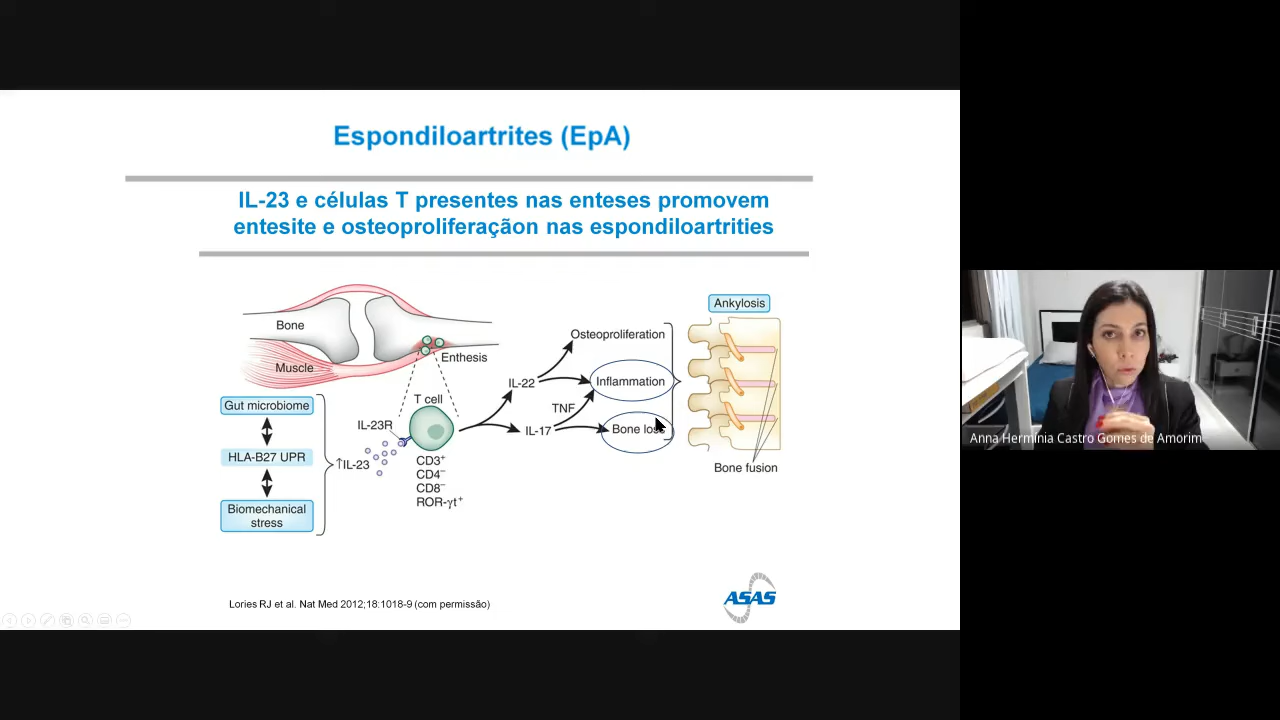 Espondiloartrites (EpA)
IL-23 e células T presentes nas enteses promovem
entesite e osteoproliferaçãon nas espondiloartrities
Bone
Muscle
Enthesis
Gut microbiome
HLA-B27 UPR
Biomechanical
stress
↑IL-23
IL-23R
T cell
CD3⁺
CD4⁻
CD8⁻
ROR-γt⁺
IL-22
TNF
IL-17
Osteoproliferation
Inflammation
Bone loss
Ankylosis
Bone fusion
Lories RJ et al. Nat Med 2012;18:1018-9 (com permissão)
ASAS
Anna Hermínia Castro Gomes de Amorim